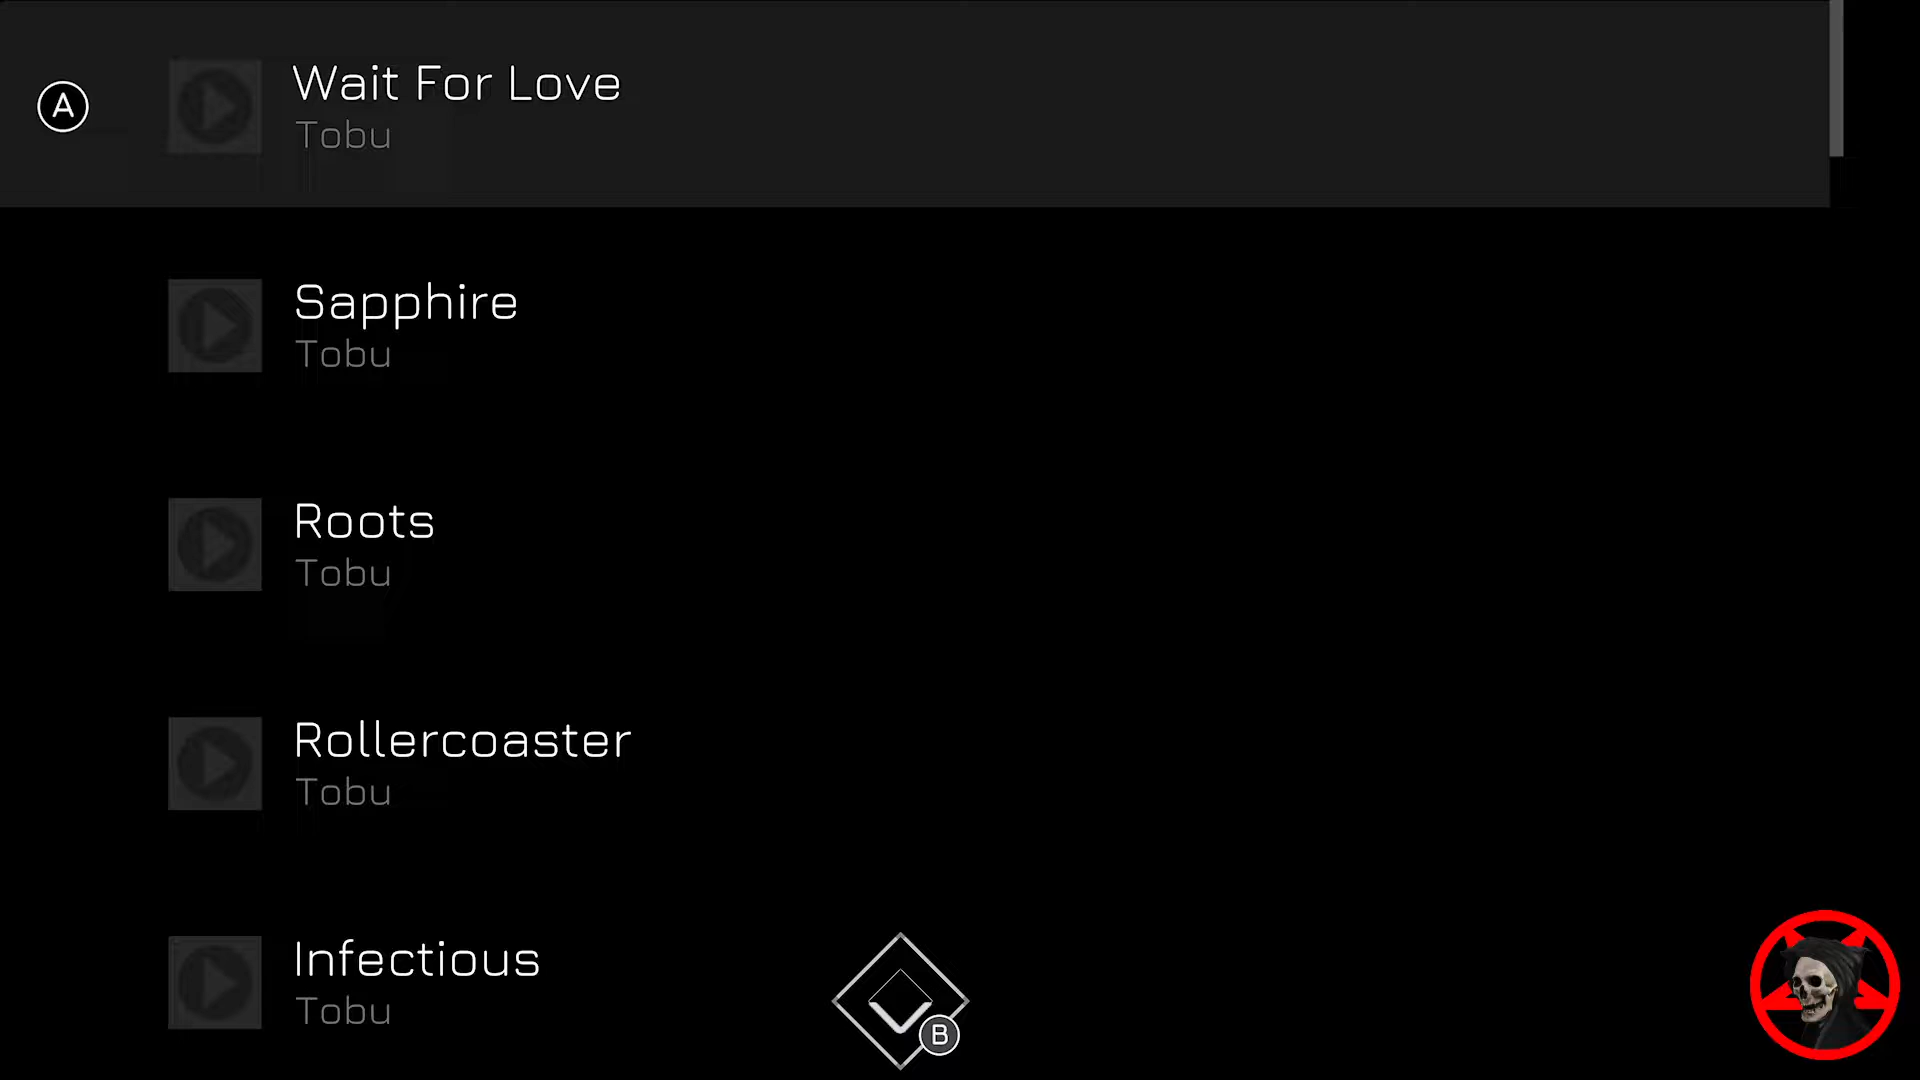 A
Wait For Love
Tobu
Sapphire
Tobu
Roots
Tobu
Rollercoaster
Tobu
Infectious
Tobu
B